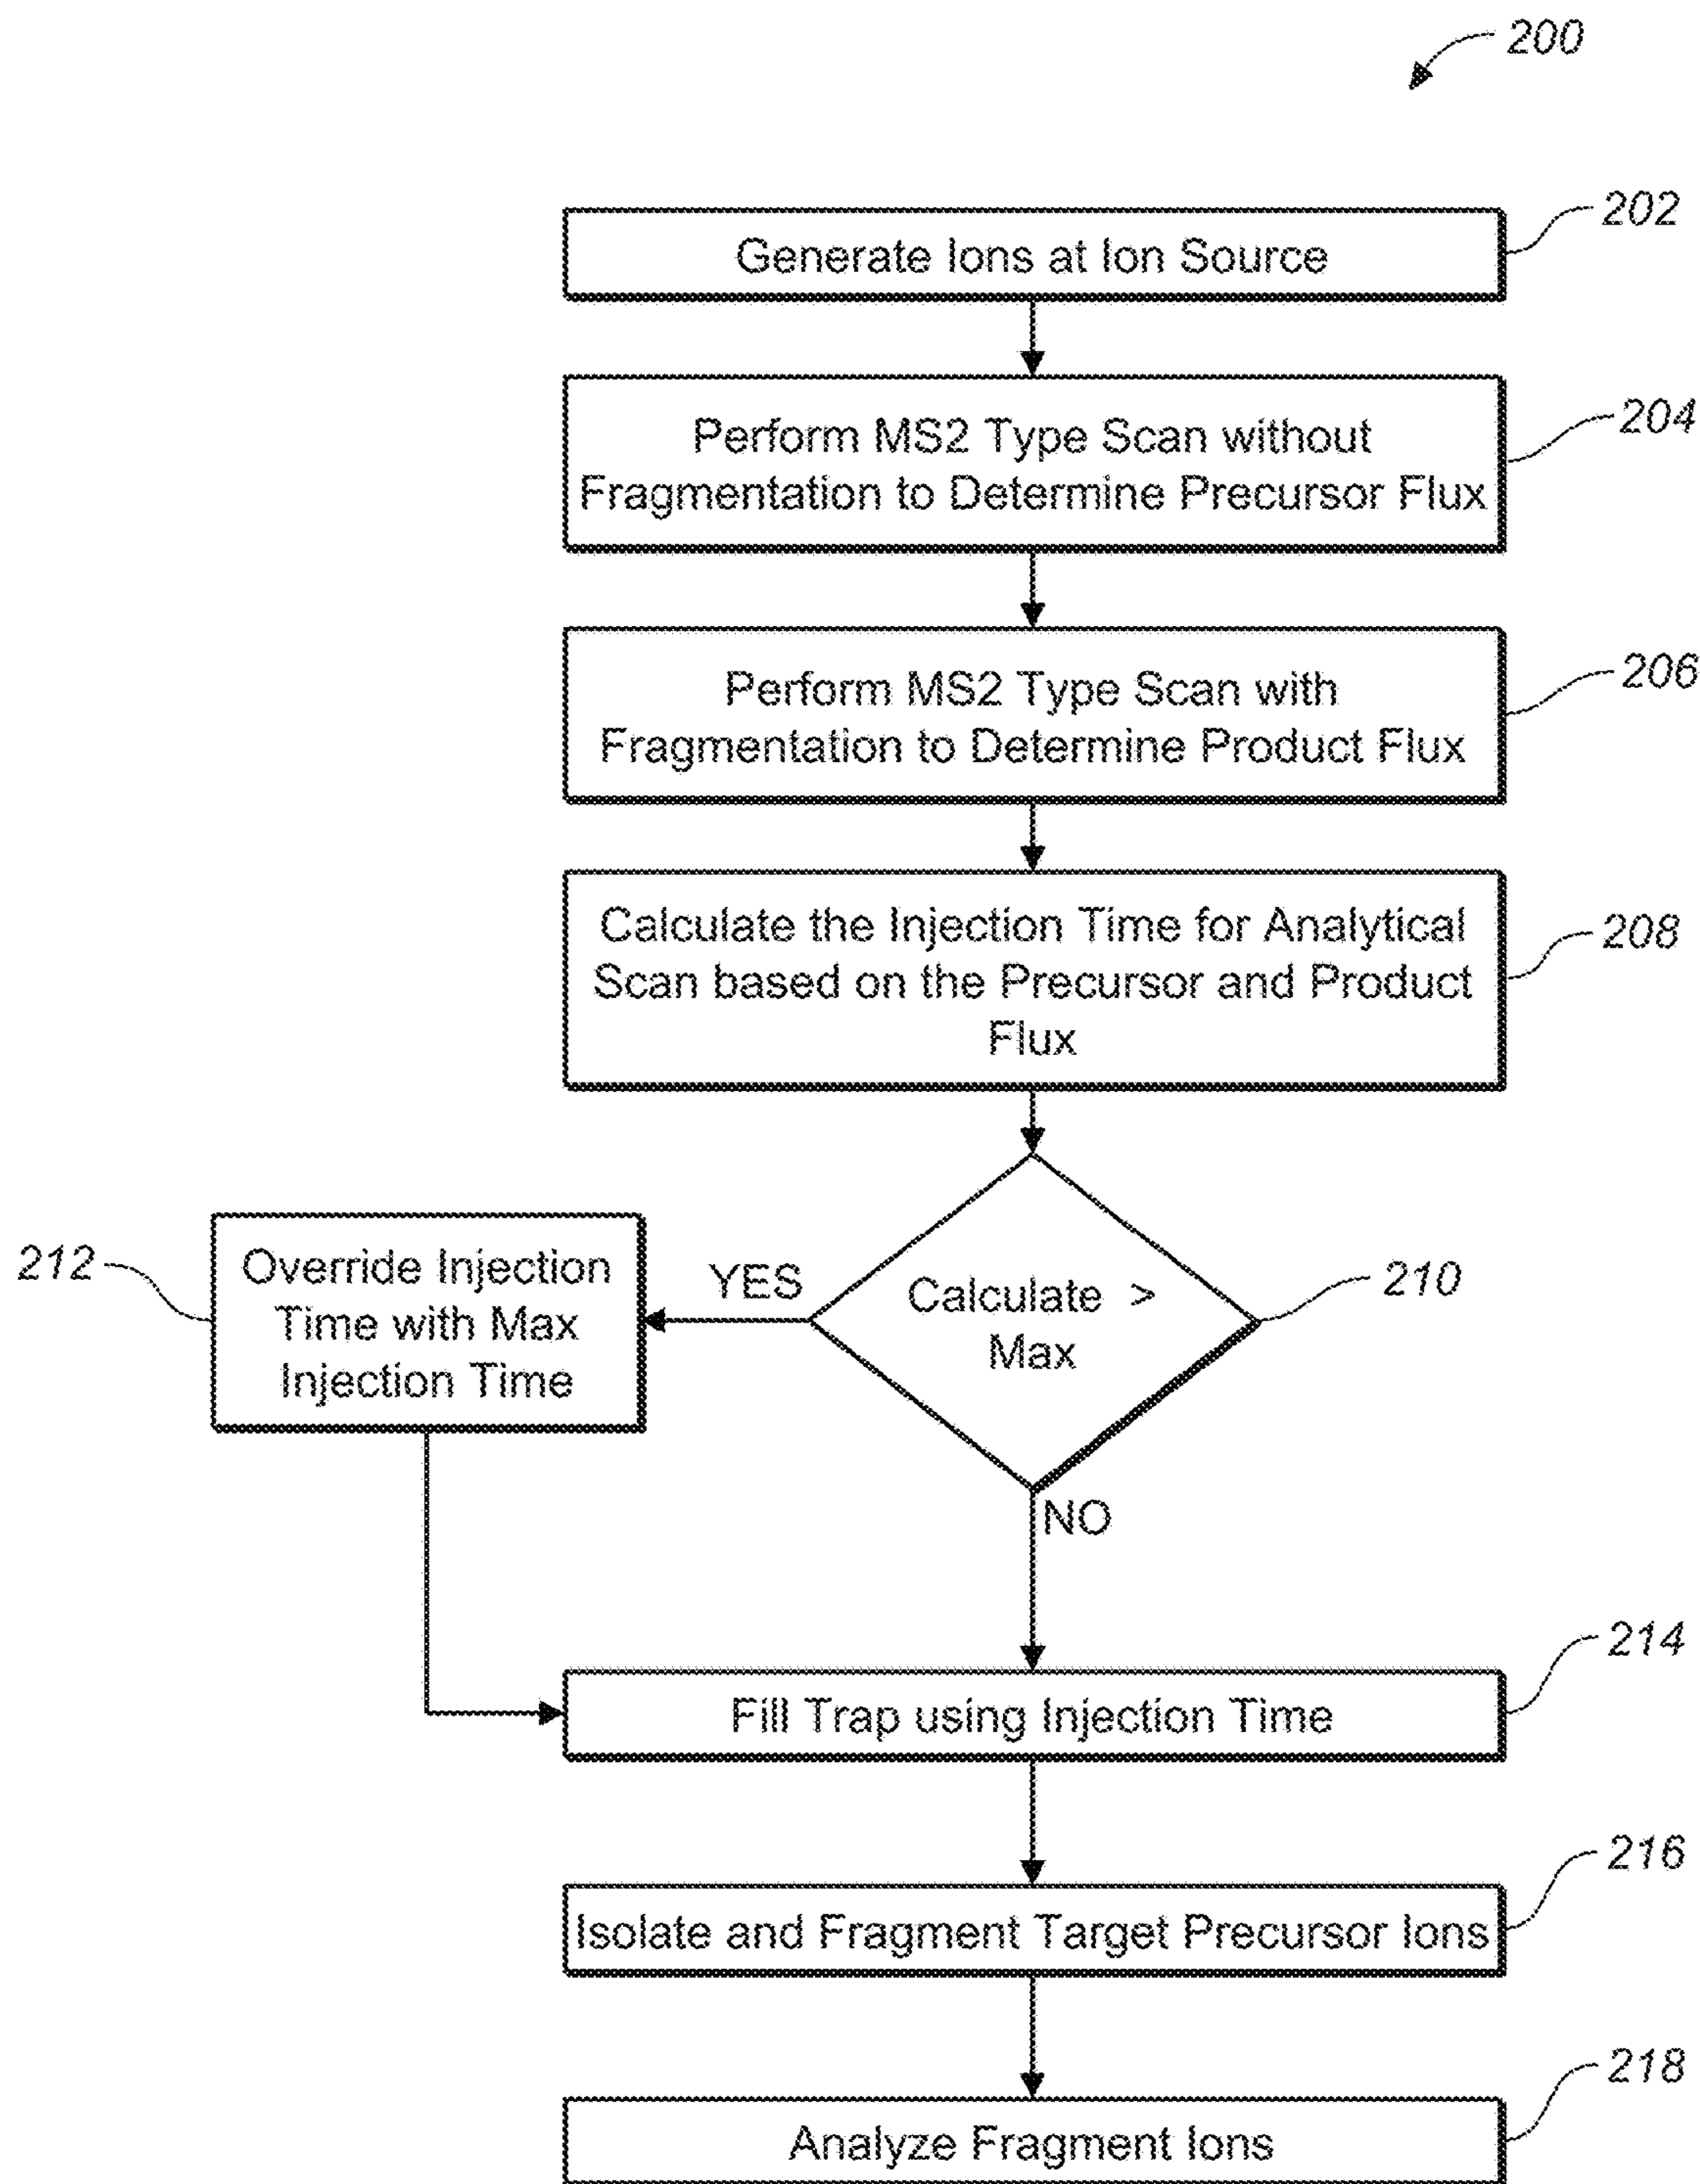 200
202
Generate Ions at Ion Source
204
Perform MS2 Type Scan without
Fragmentation to Determine Precursor Flux
206
Perform MS2 Type Scan with
Fragmentation to Determine Product Flux
208
Calculate the Injection Time for Analytical
Scan based on the Precursor and Product
Flux
212
Override Injection
Time with Max
Injection Time
YES
Calculate >
Max
210
NO
214
Fill Trap using Injection Time
216
Isolate and Fragment Target Precursor Ions
218
Analyze Fragment Ions